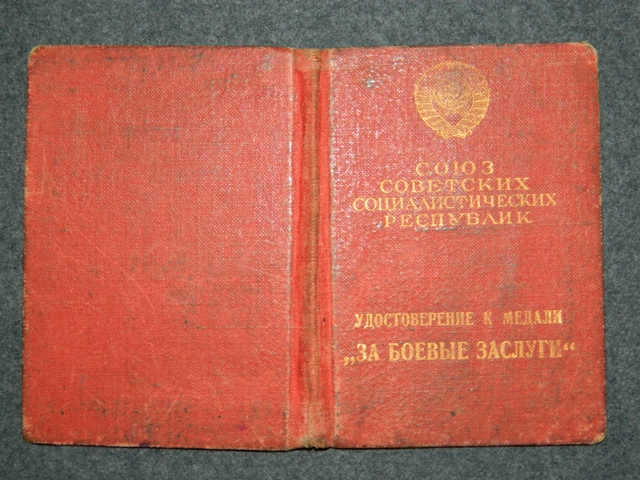 СОЮЗ
СОВЕТСКИХ
СОЦИАЛИСТИЧЕСКИХ
РЕСПУБЛИК
УДОСТОВЕРЕНИЕ К МЕДАЛИ
„ЗА БОЕВЫЕ ЗАСЛУГИ“